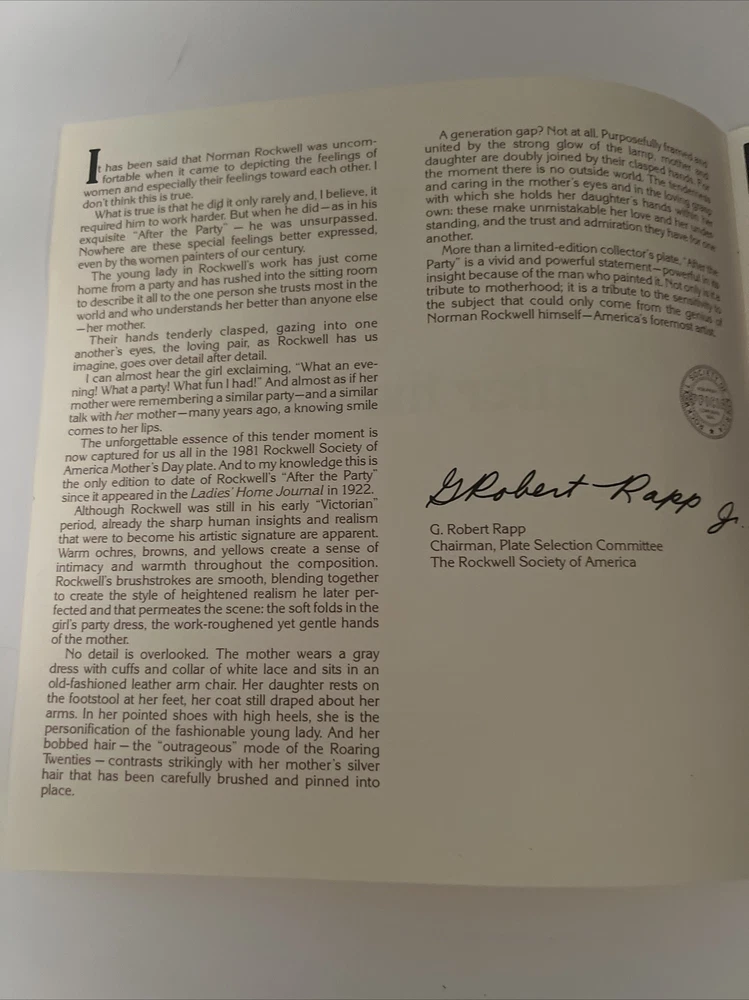 It has been said that Norman Rockwell was uncom-
fortable when it came to depicting the feelings of
women and especially their feelings toward each other. I
don't think this is true.
What is true is that he did it only rarely and, I believe, it
required him to work harder. But when he did—as in his
exquisite "After the Party" — he was unsurpassed.
Nowhere are these special feelings better expressed,
even by the women painters of our century.
The young lady in Rockwell's work has just come
home from a party and has rushed into the sitting room
to describe it all to the one person she trusts most in the
world and who understands her better than anyone else
—her mother.
Their hands tenderly clasped, gazing into one
another's eyes, the loving pair, as Rockwell has us
imagine, goes over detail after detail.
I can almost hear the girl exclaiming, "What an eve-
ning! What a party! What fun I had!" And almost as if her
mother were remembering a similar party—and a similar
talk with her mother—many years ago, a knowing smile
comes to her lips.
The unforgettable essence of this tender moment is
now captured for us all in the 1981 Rockwell Society of
America Mother's Day plate. And to my knowledge this is
the only edition to date of Rockwell's "After the Party"
since it appeared in the Ladies' Home Journal in 1922.
Although Rockwell was still in his early "Victorian"
period, already the sharp human insights and realism
that were to become his artistic signature are apparent.
Warm ochres, browns, and yellows create a sense of
intimacy and warmth throughout the composition.
Rockwell's brushstrokes are smooth, blending together
to create the style of heightened realism he later per-
fected and that permeates the scene: the soft folds in the
girl's party dress, the work-roughened yet gentle hands
of the mother.
No detail is overlooked. The mother wears a gray
dress with cuffs and collar of white lace and sits in an
old-fashioned leather arm chair. Her daughter rests on
the footstool at her feet, her coat still draped about her
arms. In her pointed shoes with high heels, she is the
personification of the fashionable young lady. And her
bobbed hair — the "outrageous" mode of the Roaring
Twenties — contrasts strikingly with her mother's silver
hair that has been carefully brushed and pinned into
place.
A generation gap? Not at all. Purposefully framed and
united by the strong glow of the lamp, mother and
daughter are doubly joined by their clasped hands. For
the moment there is no outside world. The tenderness
and caring in the mother's eyes and in the loving grasp
with which she holds her daughter's hands within her
own: these make unmistakable her love and her under
standing, and the trust and admiration they have for one
another.
More than a limited-edition collector's plate, "After the
Party" is a vivid and powerful statement—powerful in its
insight because of the man who painted it. Not only is it a
tribute to motherhood; it is a tribute to the sensitivity to
the subject that could only come from the genius of
Norman Rockwell himself—America's foremost artist.
SOCIETY OF
G Robert Rapp Jr.
G. Robert Rapp
Chairman, Plate Selection Committee
The Rockwell Society of America